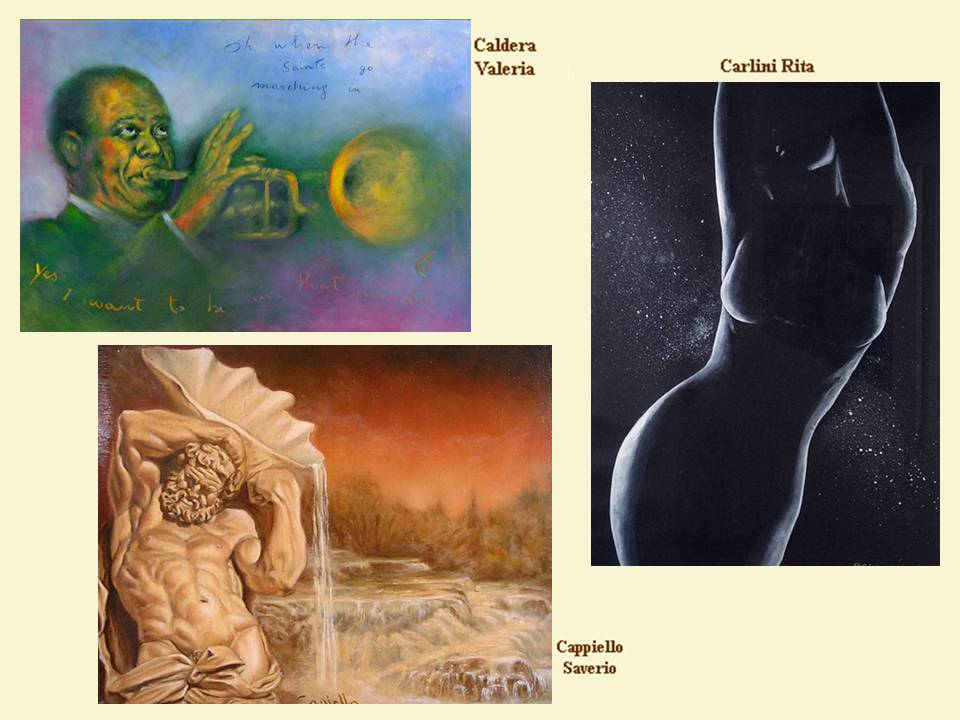 Caldera
Valeria
Carlini Rita
oh when the
saints go
marching in
Yes
I want to be in that
Cappiello
Saverio
Cappiello